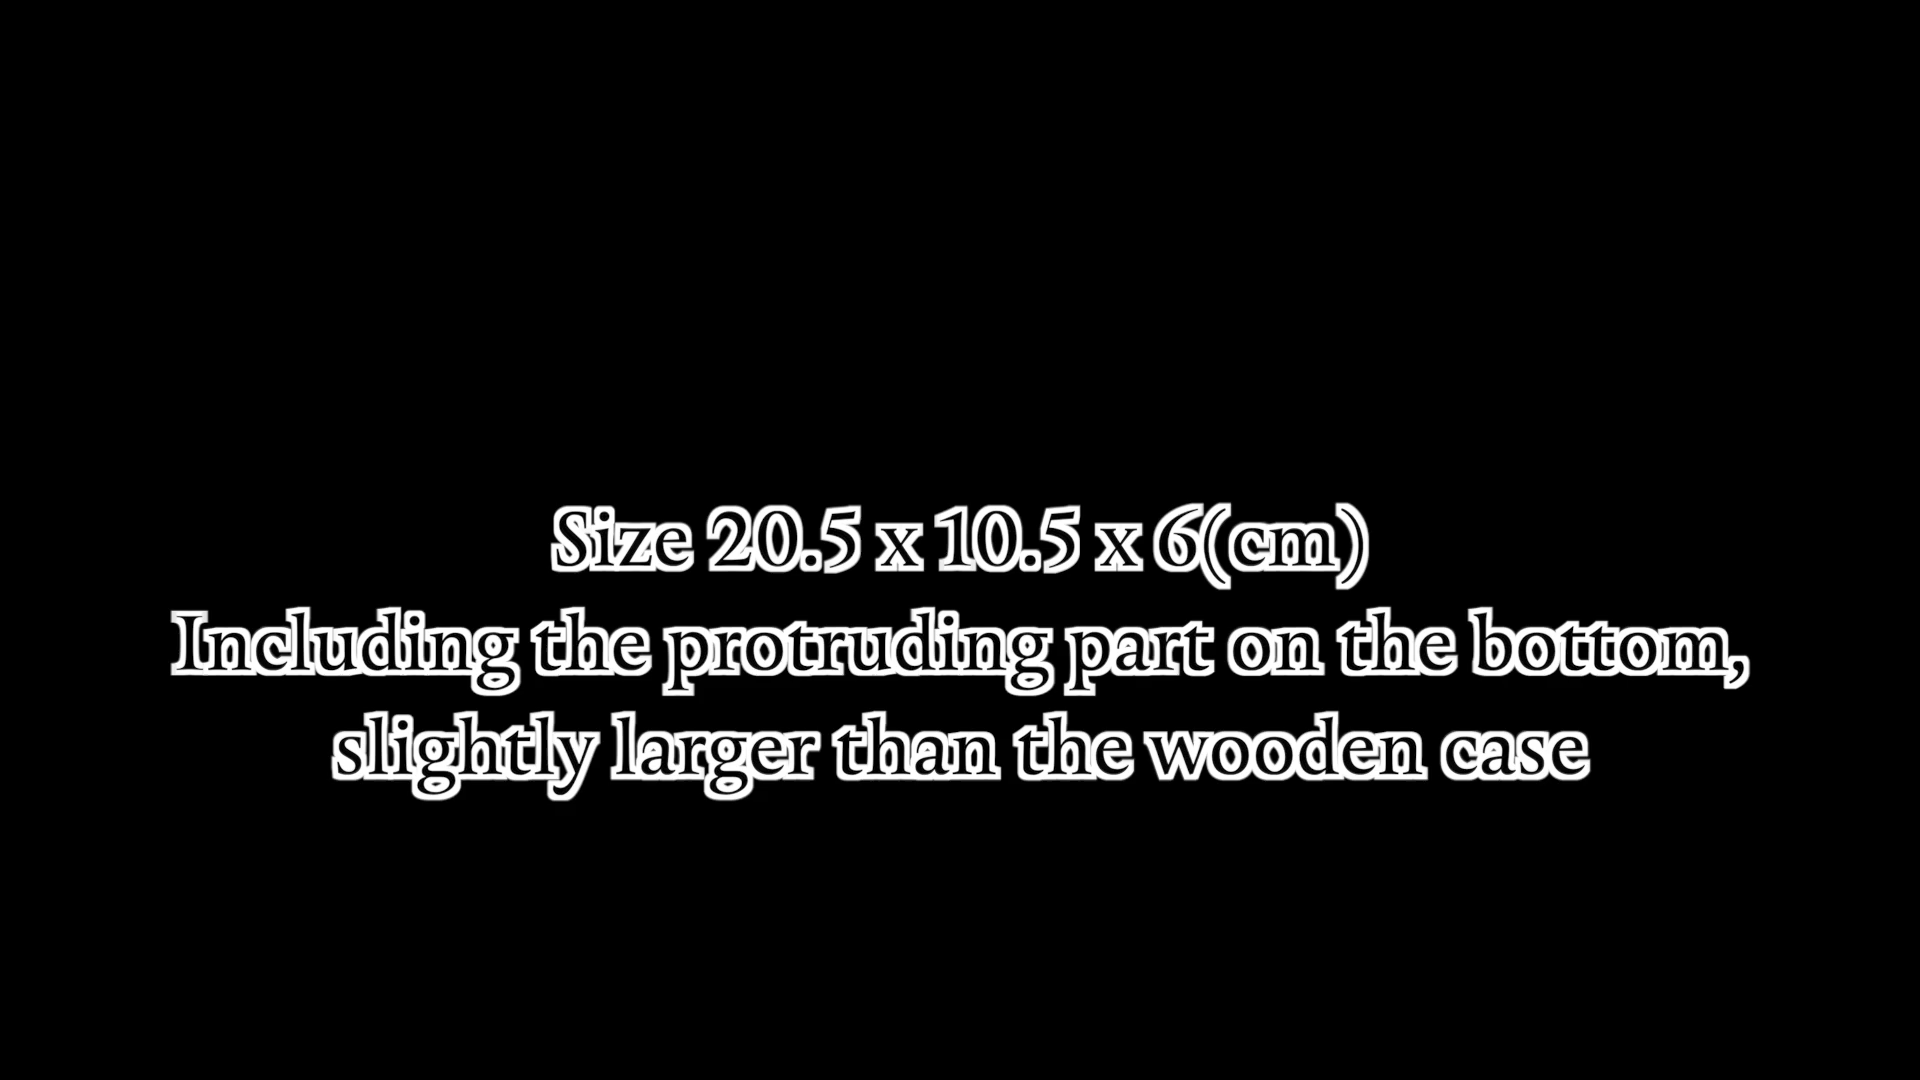 Size 20.5 x 10.5 x 6(cm)
Including the protruding part on the bottom,
slightly larger than the wooden case